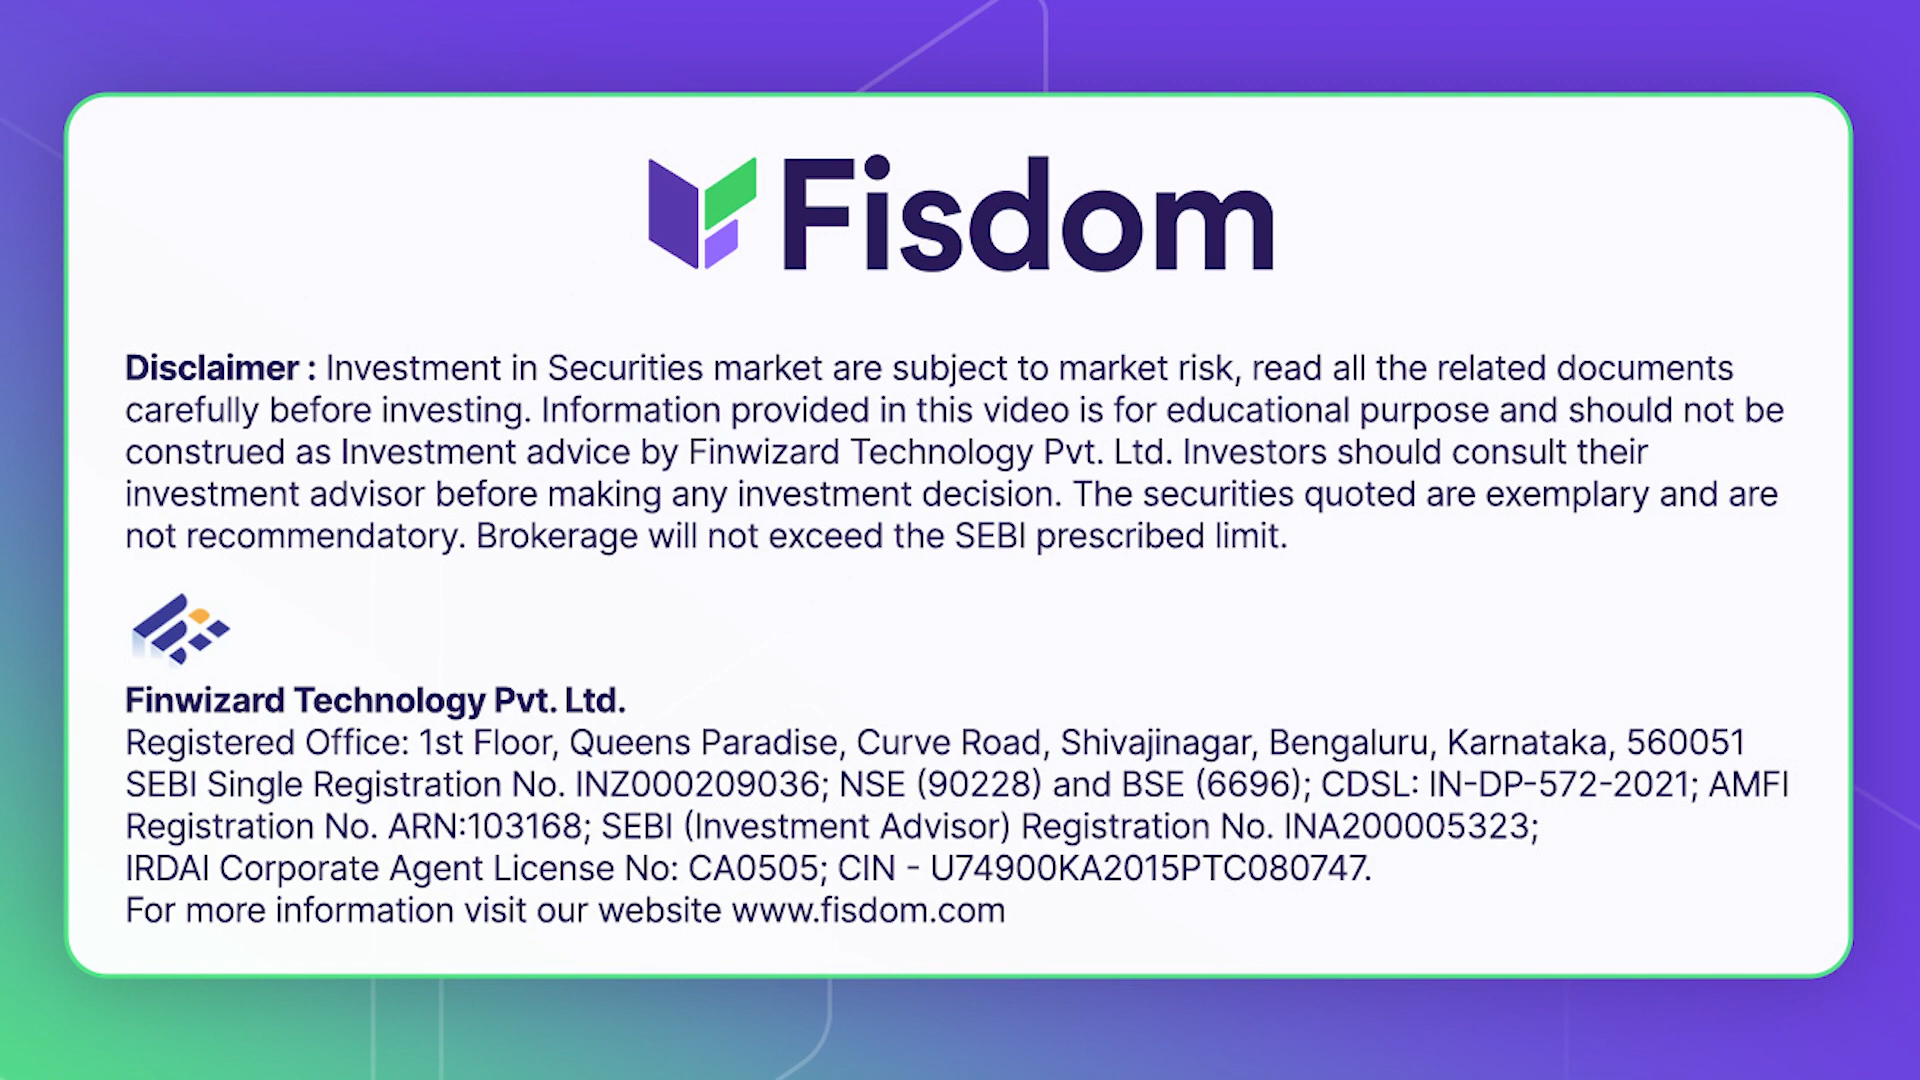 Fisdom
Disclaimer : Investment in Securities market are subject to market risk, read all the related documents
carefully before investing. Information provided in this video is for educational purpose and should not be
construed as Investment advice by Finwizard Technology Pvt. Ltd. Investors should consult their
investment advisor before making any investment decision. The securities quoted are exemplary and are
not recommendatory. Brokerage will not exceed the SEBI prescribed limit.
Finwizard Technology Pvt. Ltd.
Registered Office: 1st Floor, Queens Paradise, Curve Road, Shivajinagar, Bengaluru, Karnataka, 560051
SEBI Single Registration No. INZ000209036; NSE (90228) and BSE (6696); CDSL: IN-DP-572-2021; AMFI
Registration No. ARN:103168; SEBI (Investment Advisor) Registration No. INA200005323;
IRDAI Corporate Agent License No: CA0505; CIN - U74900KA2015PTC080747.
For more information visit our website www.fisdom.com